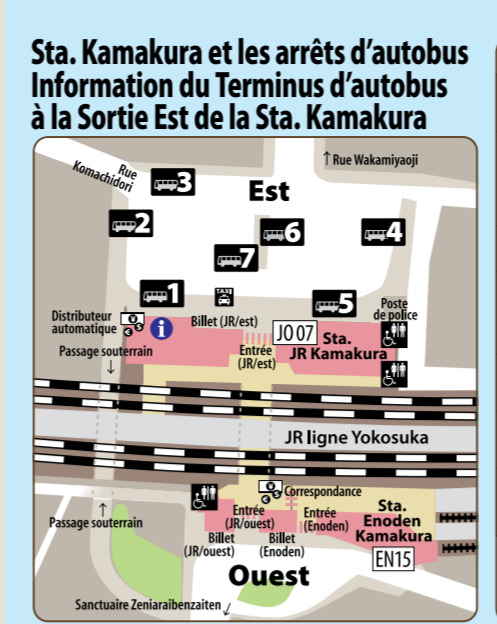 Sta. Kamakura et les arrêts d’autobus
Information du Terminus d’autobus
à la Sortie Est de la Sta. Kamakura
↑Rue Wakamiyaoji
Rue
Komachidori
3
Est
2
6
4
7
1
TAXI
5
Distributeur
automatique
¥
€
$
i
Billet (JR/est)
JO 07
Sta.
JR Kamakura
Poste
de police
Passage souterrain
↓
Entrée
(JR/est)
JR ligne Yokosuka
¥
€
$
Correspondance
↑
Passage souterrain
Entrée
(JR/ouest)
Entrée
(Enoden)
Sta.
Enoden
Kamakura
Billet
(JR/ouest)
Billet
(Enoden)
EN15
Ouest
Sanctuaire Zeniaraibenzaiten
↙